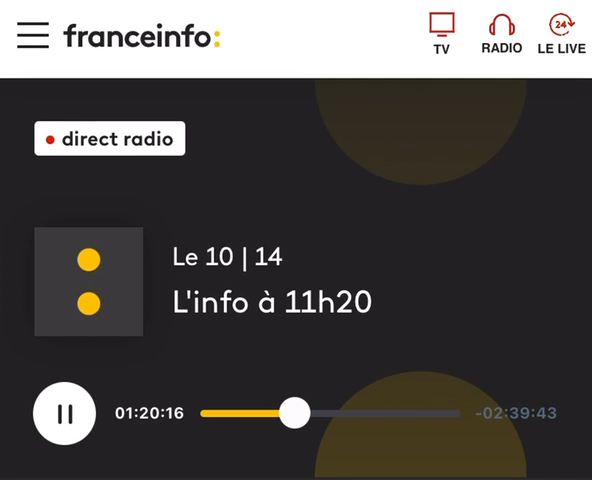 franceinfo:
TV
RADIO
24
LE LIVE
direct radio
Le 10 | 14
L'info à 11h20
01:20:16
-02:39:43